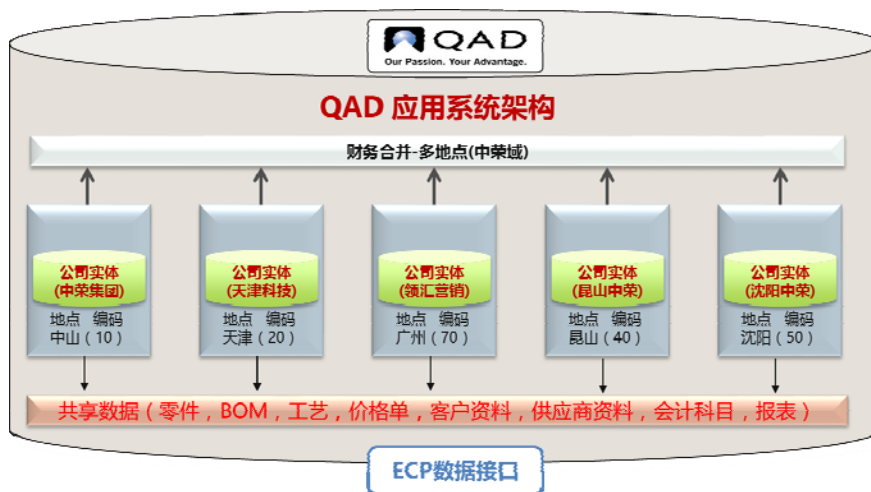 QAD
Our Passion. Your Advantage.
QAD 应用系统架构
财务合并-多地点(中荣域)
公司实体
(中荣集团)
地点 编码
中山（10）
公司实体
(天津科技)
地点 编码
天津（20）
公司实体
(领汇营销)
地点 编码
广州（70）
公司实体
(昆山中荣)
地点 编码
昆山（40）
公司实体
(沈阳中荣)
地点 编码
沈阳（50）
共享数据（零件，BOM，工艺，价格单，客户资料，供应商资料，会计科目，报表）
ECP数据接口